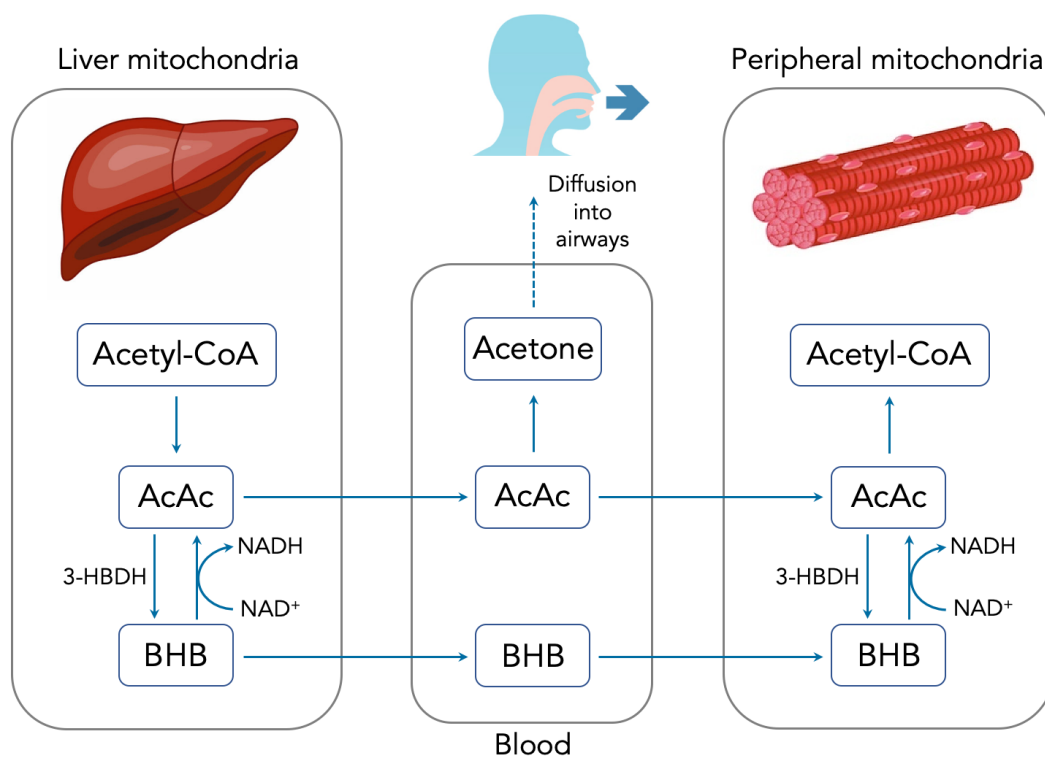 Liver mitochondria
Peripheral mitochondria
Diffusion
into
airways
Acetyl-CoA
Acetone
Acetyl-CoA
AcAc
AcAc
AcAc
3-HBDH
NADH
NAD⁺
3-HBDH
NADH
NAD⁺
BHB
BHB
BHB
Blood